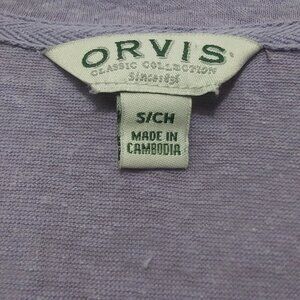 ORVIS
CLASSIC COLLECTION
Since 1856
S/CH
MADE IN
CAMBODIA